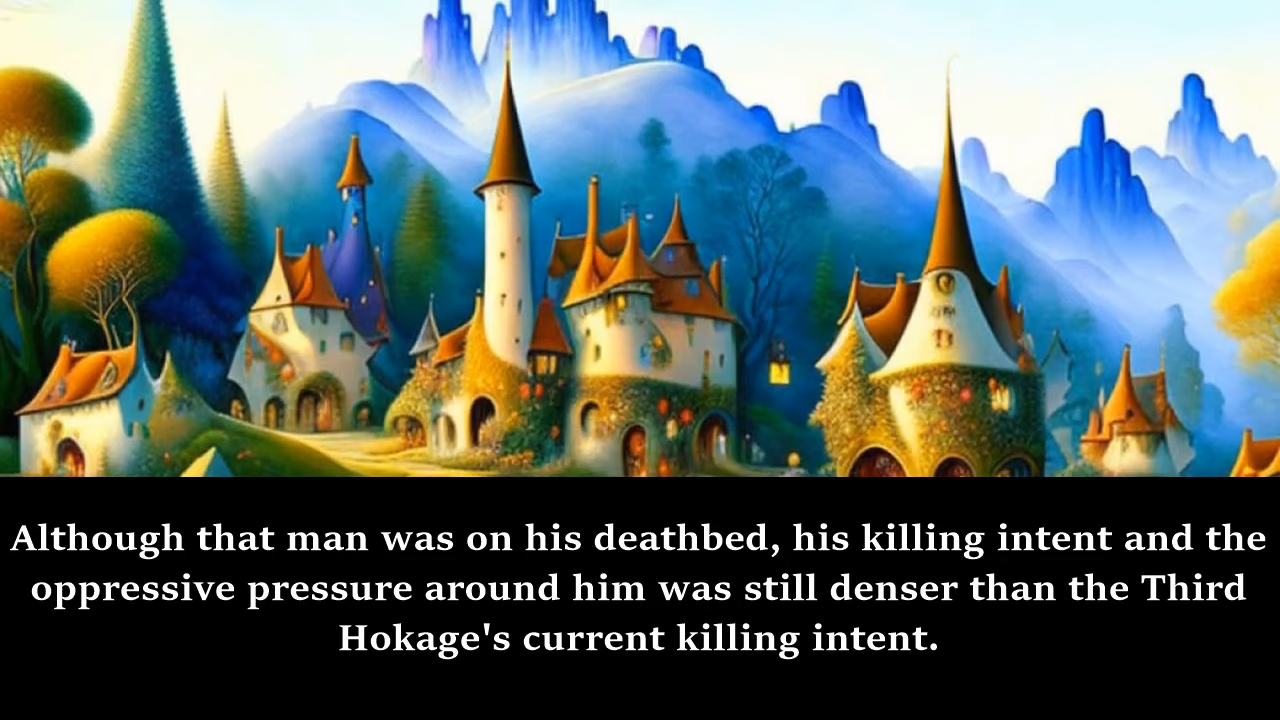 Although that man was on his deathbed, his killing intent and the
oppressive pressure around him was still denser than the Third
Hokage's current killing intent.